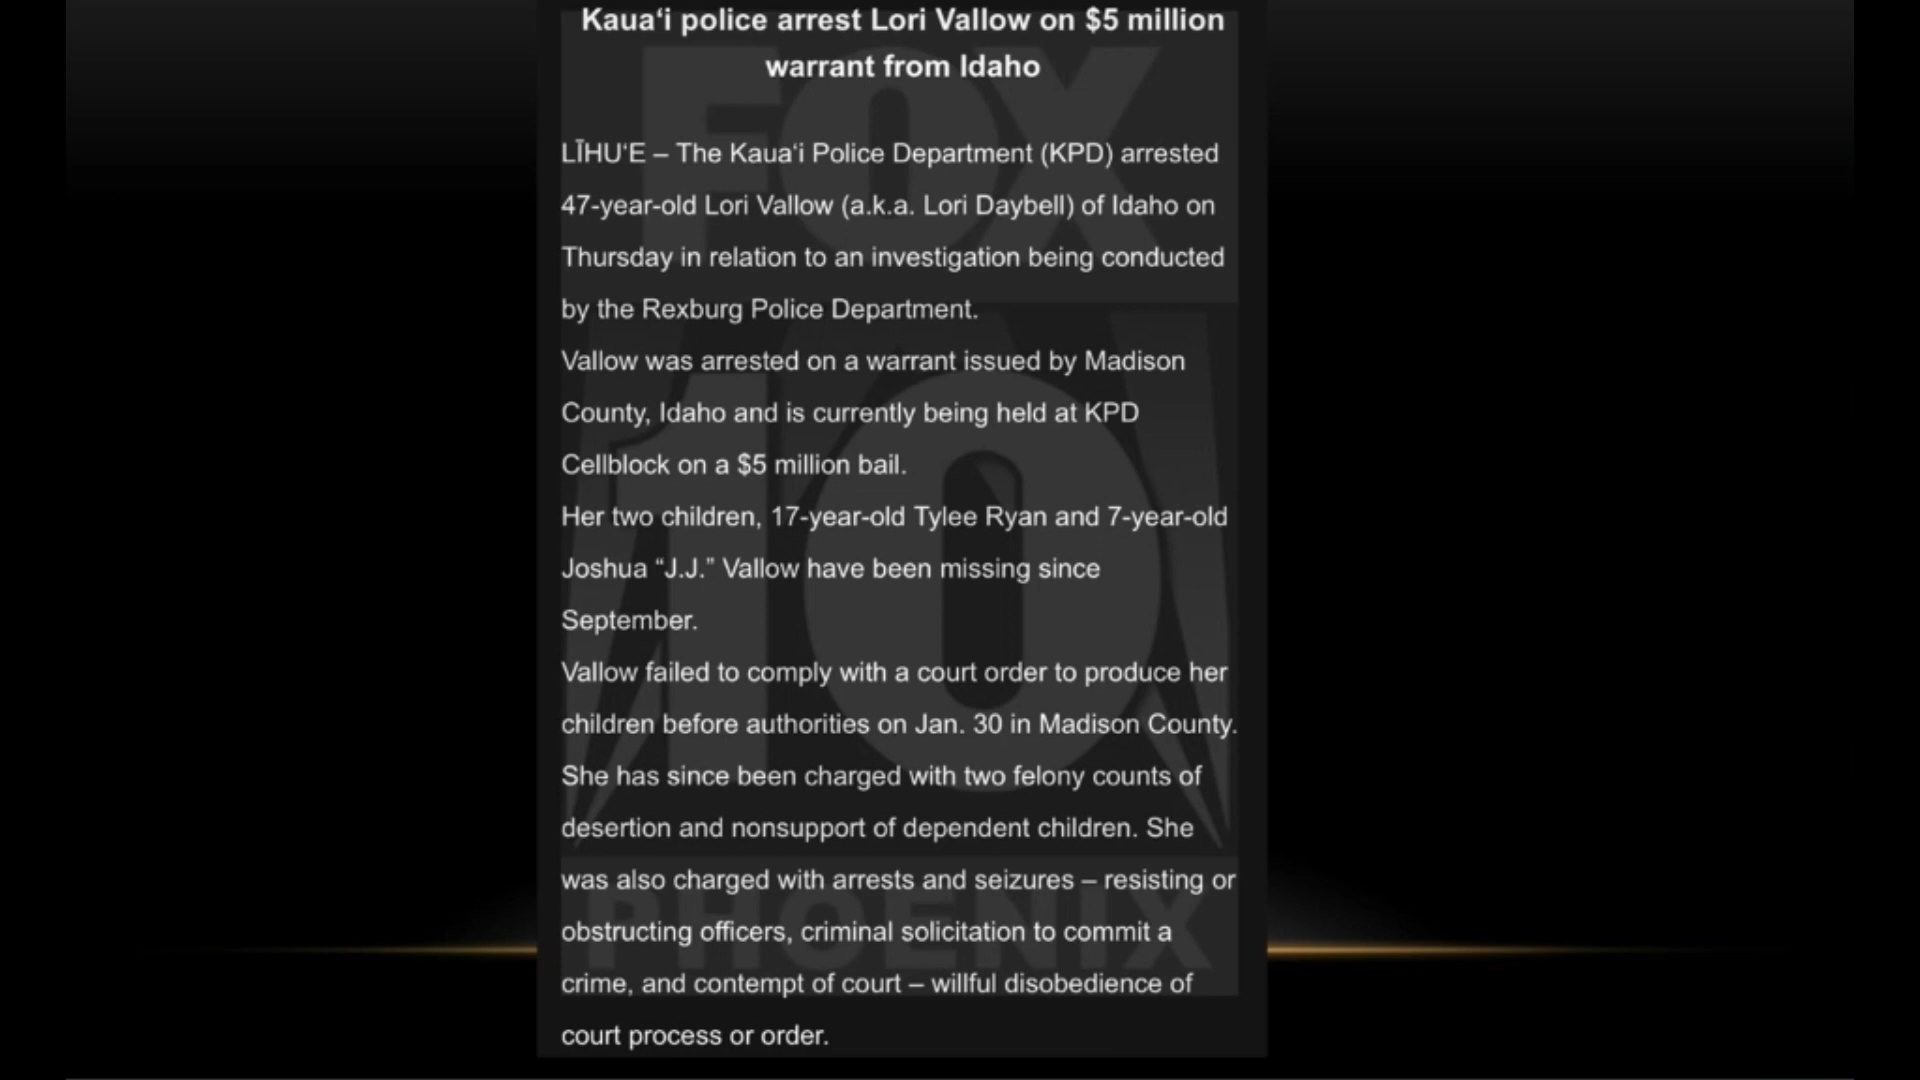 Kauaʻi police arrest Lori Vallow on $5 million
warrant from Idaho
LĪHUʻE – The Kauaʻi Police Department (KPD) arrested
47-year-old Lori Vallow (a.k.a. Lori Daybell) of Idaho on
Thursday in relation to an investigation being conducted
by the Rexburg Police Department.
Vallow was arrested on a warrant issued by Madison
County, Idaho and is currently being held at KPD
Cellblock on a $5 million bail.
Her two children, 17-year-old Tylee Ryan and 7-year-old
Joshua “J.J.” Vallow have been missing since
September.
Vallow failed to comply with a court order to produce her
children before authorities on Jan. 30 in Madison County.
She has since been charged with two felony counts of
desertion and nonsupport of dependent children. She
was also charged with arrests and seizures – resisting or
obstructing officers, criminal solicitation to commit a
crime, and contempt of court – willful disobedience of
court process or order.
FOX
10
PHOENIX